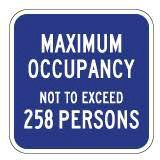 MAXIMUM
OCCUPANCY
NOT TO EXCEED
258 PERSONS